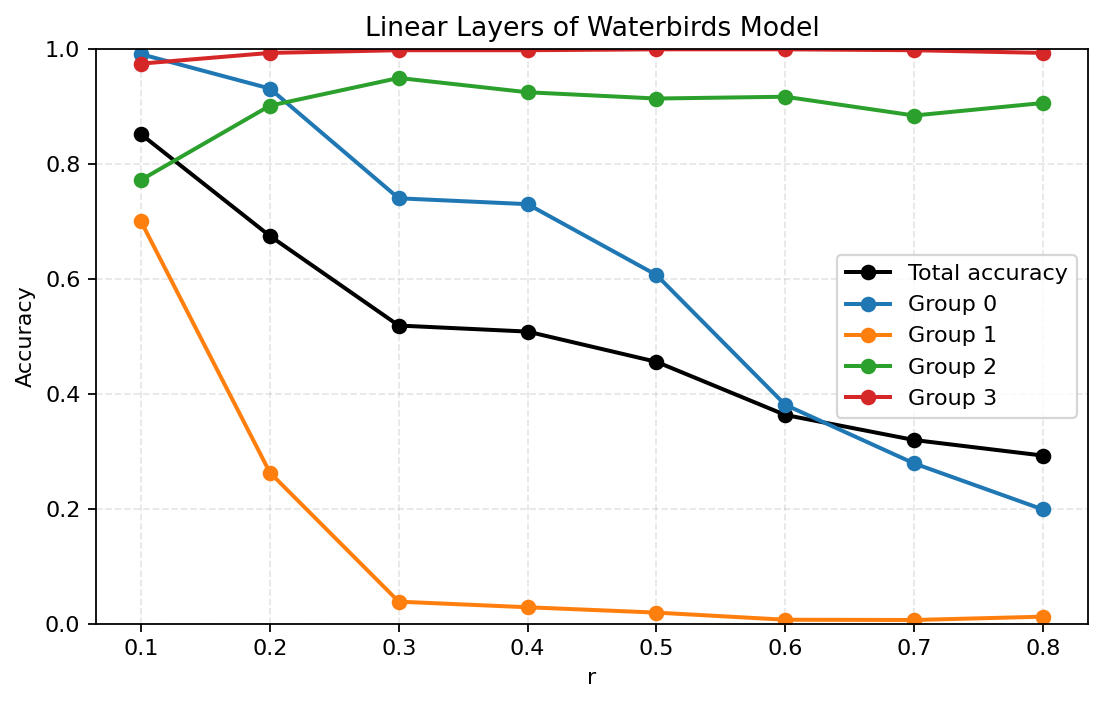 Linear Layers of Waterbirds Model
1.0
0.8
0.6
0.4
0.2
0.0
Accuracy
Total accuracy
Group 0
Group 1
Group 2
Group 3
0.1 0.2 0.3 0.4 0.5 0.6 0.7 0.8
r